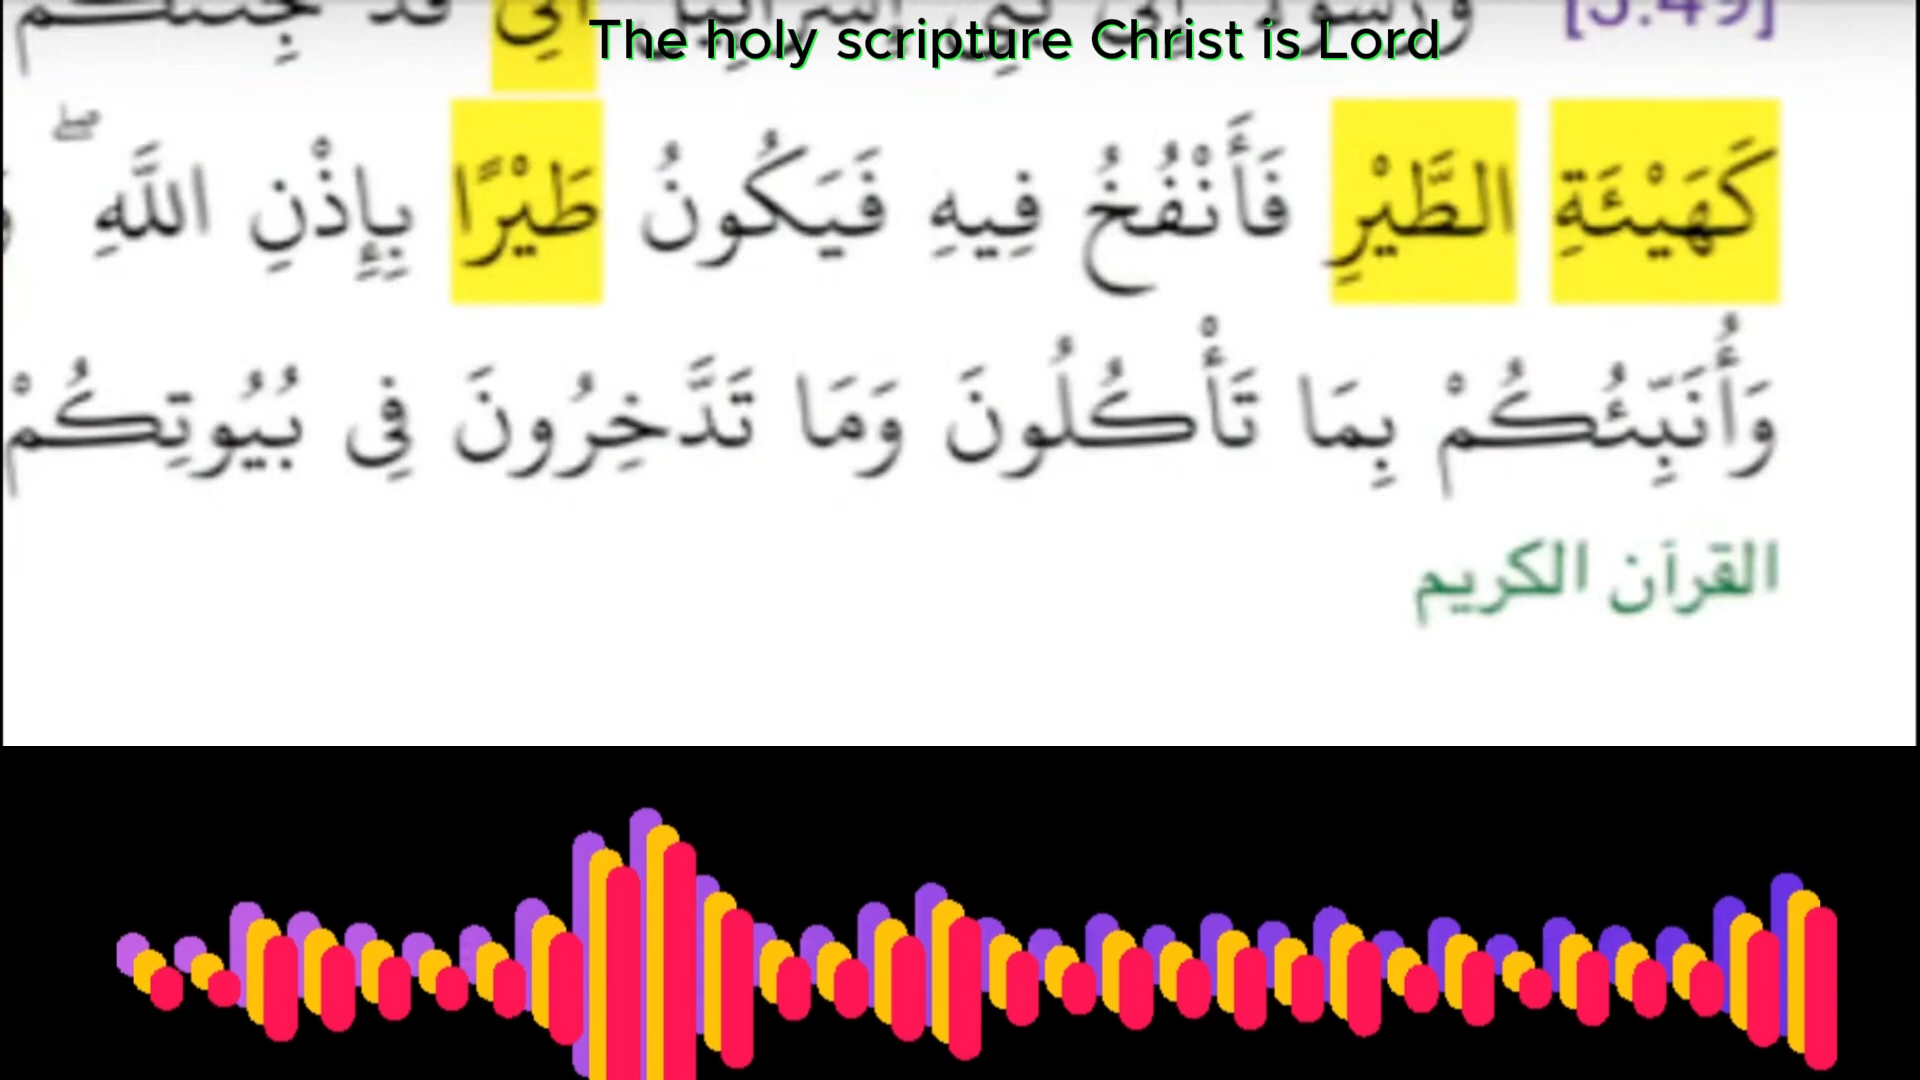 The holy scripture Christ is Lord
كَهَيْئَةِ الطَّيْرِ فَأَنْفُخُ فِيهِ فَيَكُونُ طَيْرًا بِإِذْنِ اللَّهِ ۖ
وَأُنَبِّئُكُمْ بِمَا تَأْكُلُونَ وَمَا تَدَّخِرُونَ فِى بُيُوتِكُمْ
القرآن الكريم